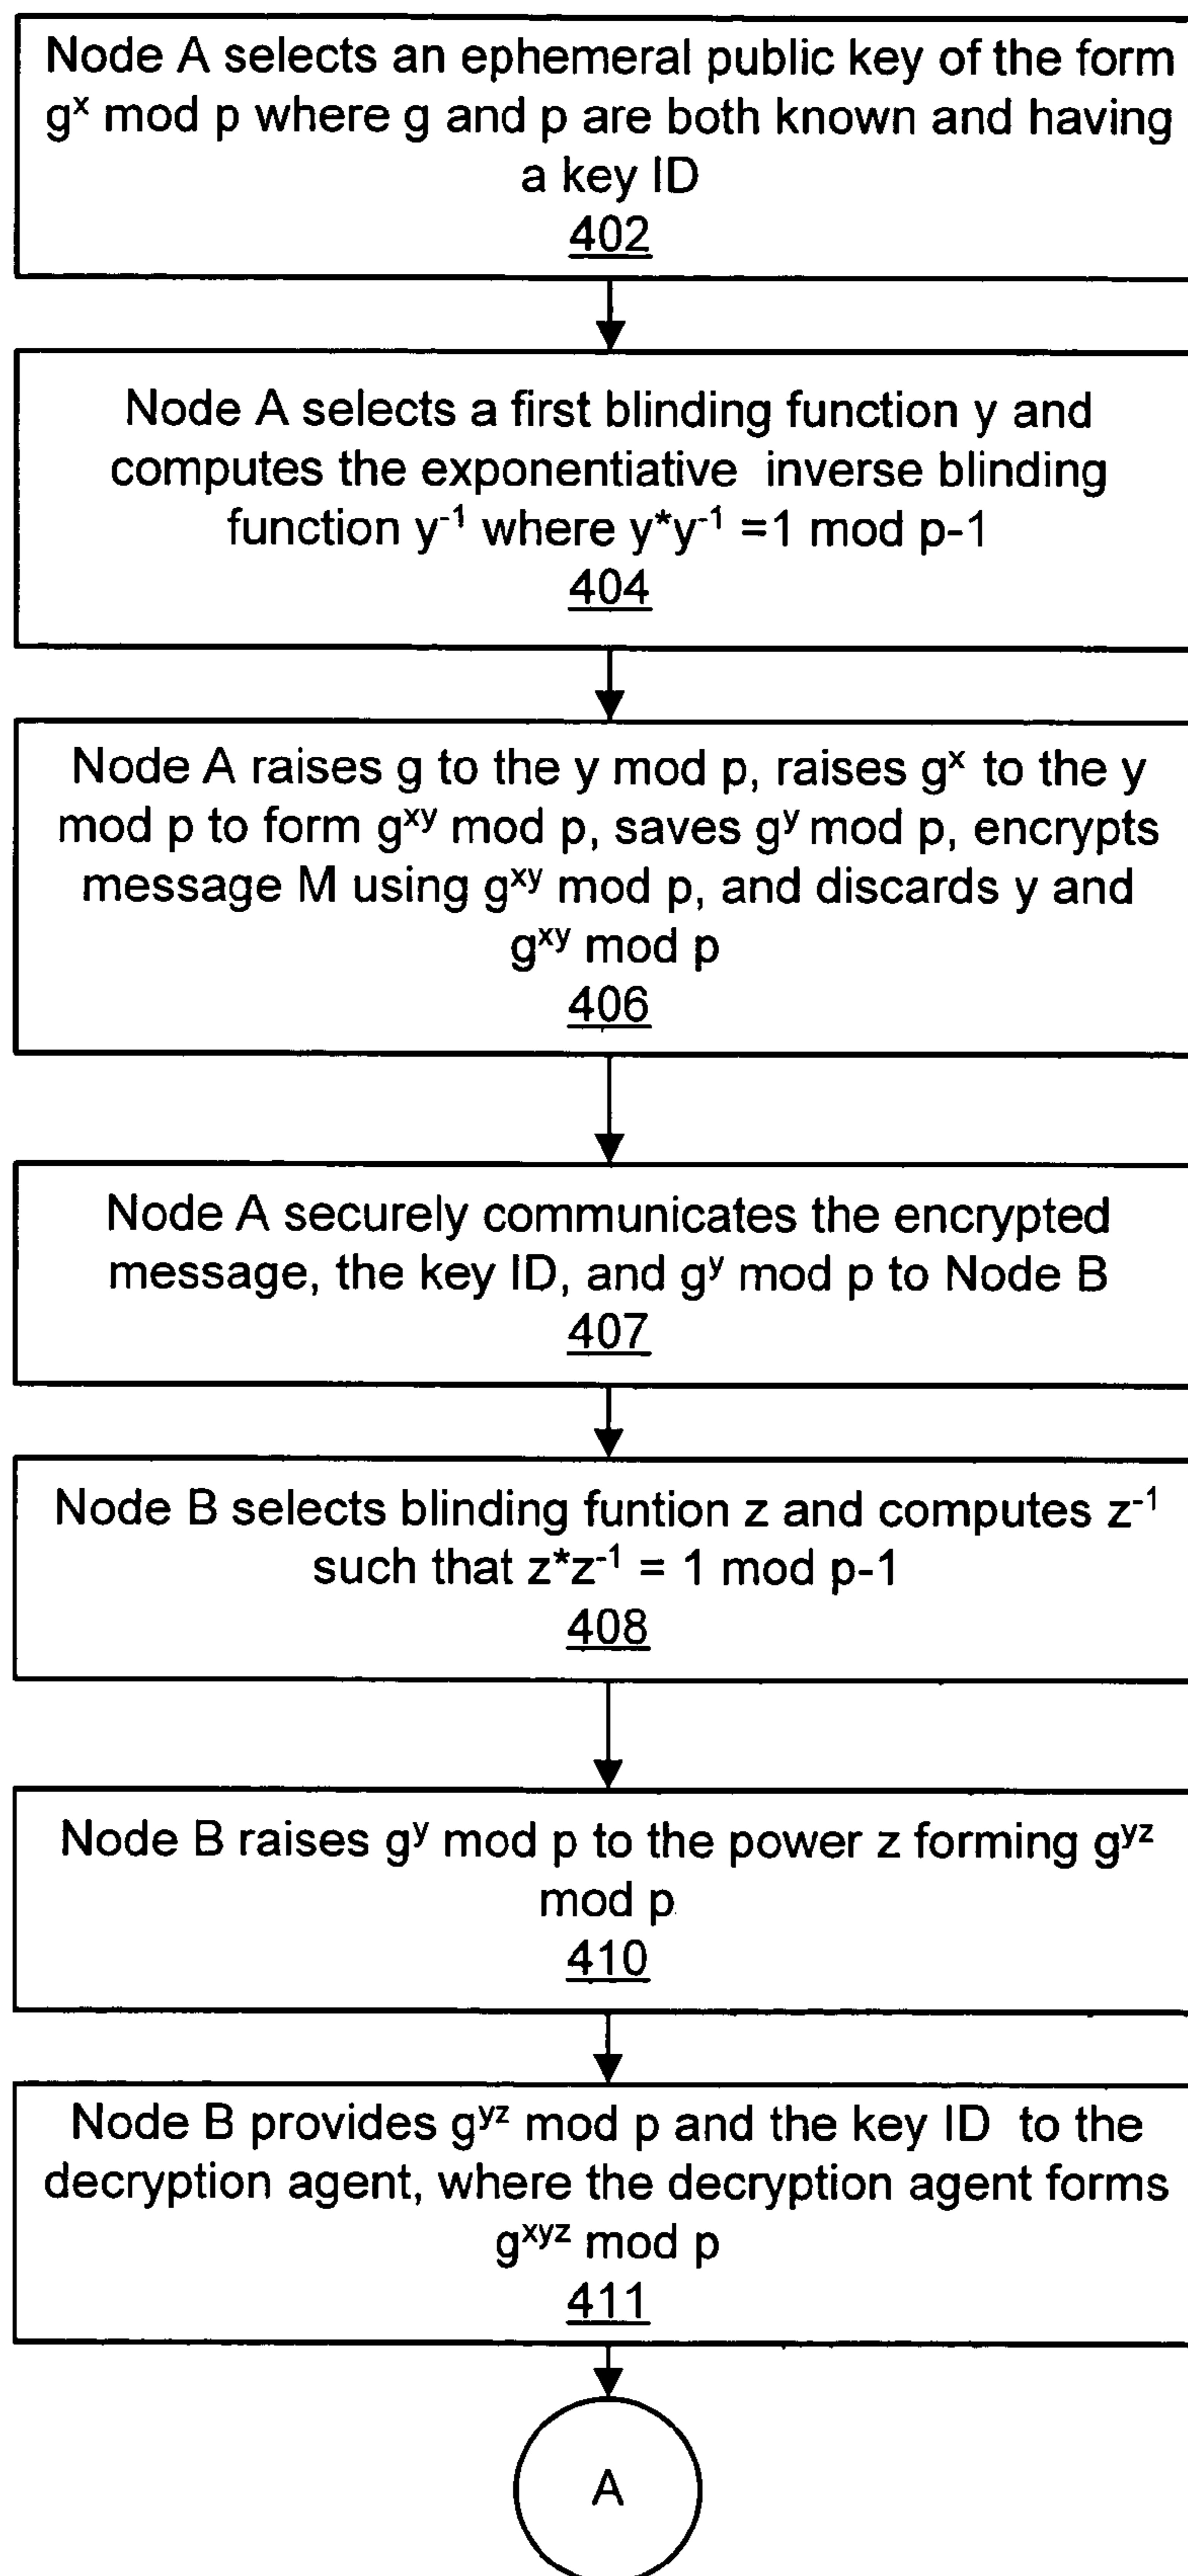 Node A selects an ephemeral public key of the form
gˣ mod p where g and p are both known and having
a key ID
402
Node A selects a first blinding function y and
computes the exponentiative inverse blinding
function y⁻¹ where y*y⁻¹ =1 mod p-1
404
Node A raises g to the y mod p, raises gˣ to the y
mod p to form gˣʸ mod p, saves gʸ mod p, encrypts
message M using gˣʸ mod p, and discards y and
gˣʸ mod p
406
Node A securely communicates the encrypted
message, the key ID, and gʸ mod p to Node B
407
Node B selects blinding funtion z and computes z⁻¹
such that z*z⁻¹ = 1 mod p-1
408
Node B raises gʸ mod p to the power z forming gʸᶻ
mod p
410
Node B provides gʸᶻ mod p and the key ID to the
decryption agent, where the decryption agent forms
gˣʸᶻ mod p
411
A